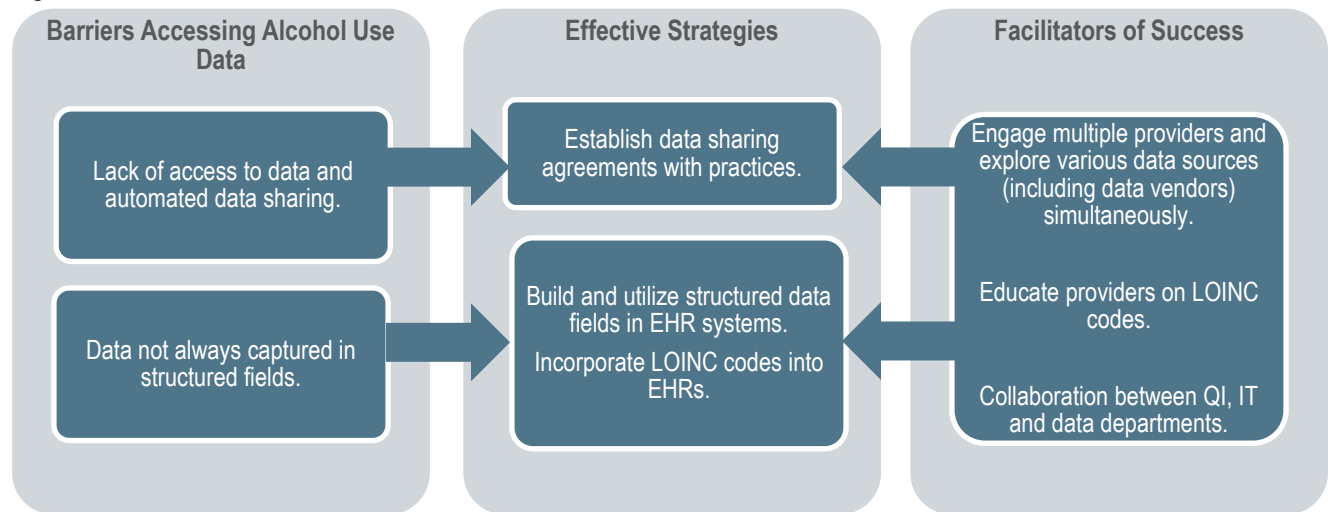 Barriers Accessing Alcohol Use
Data
Lack of access to data and
automated data sharing.
Data not always captured in
structured fields.
Effective Strategies
Establish data sharing
agreements with practices.
Build and utilize structured data
fields in EHR systems.
Incorporate LOINC codes into
EHRs.
Facilitators of Success
Engage multiple providers and
explore various data sources
(including data vendors)
simultaneously.
Educate providers on LOINC
codes.
Collaboration between QI, IT
and data departments.